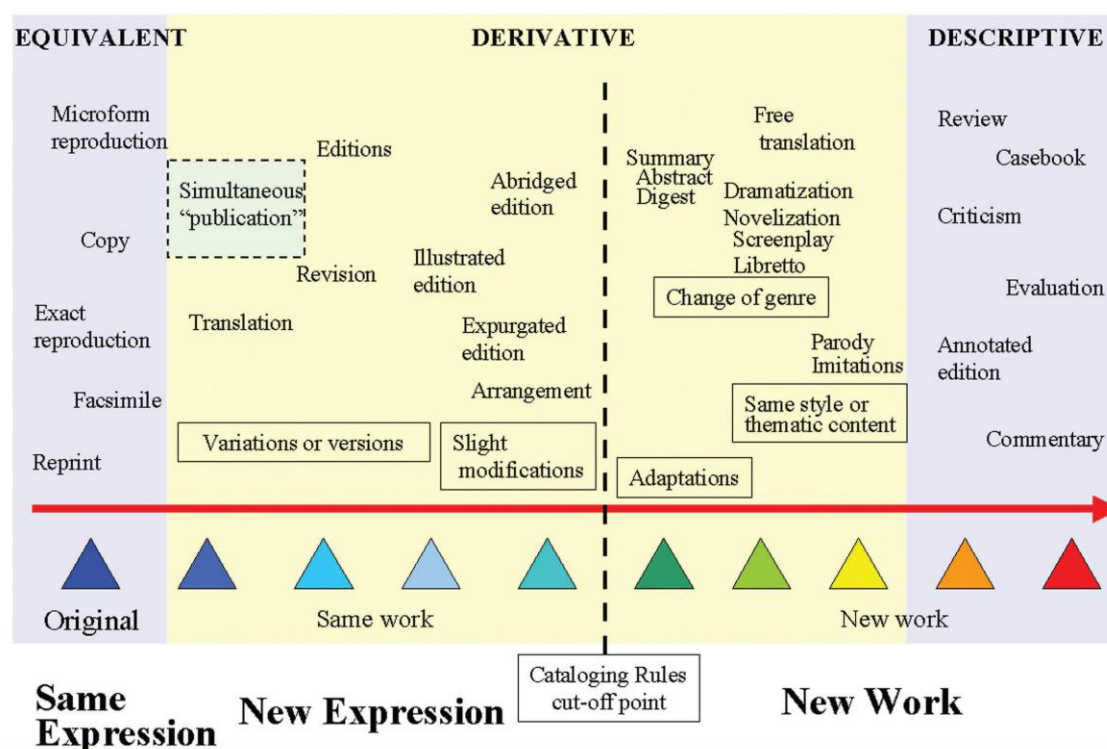 EQUIVALENT
DERIVATIVE
DESCRIPTIVE
Microform
reproduction
Simultaneous
“publication”
Copy
Exact
reproduction
Facsimile
Reprint
Editions
Revision
Translation
Variations or versions
Abridged
edition
Illustrated
edition
Expurgated
edition
Arrangement
Slight
modifications
Free
translation
Summary
Abstract
Digest
Dramatization
Novelization
Screenplay
Libretto
Change of genre
Parody
Imitations
Same style or
thematic content
Adaptations
Review
Casebook
Criticism
Evaluation
Annotated
edition
Commentary
Original
Same work
New work
Same
Expression
New Expression
Cataloging Rules
cut-off point
New Work